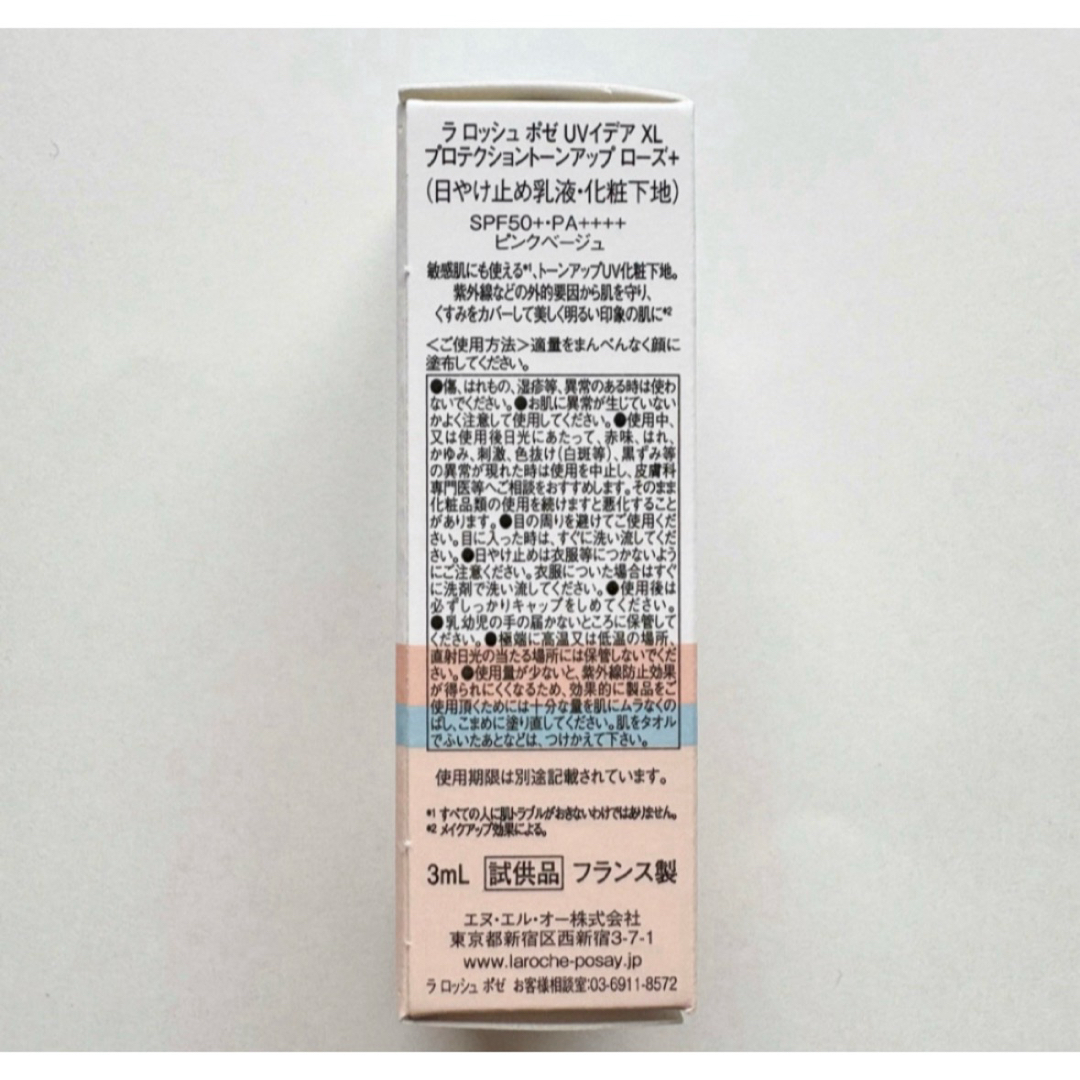 ラ ロッシュ ポゼ UVイデア XL
プロテクショントーンアップ ローズ+
(日やけ止め乳液・化粧下地)
SPF50+・PA++++
ピンクベージュ
敏感肌にも使える*1、トーンアップUV化粧下地。
紫外線などの外的要因から肌を守り、
くすみをカバーして美しく明るい印象の肌に*2
<ご使用方法>適量をまんべんなく顔に
塗布してください。
●傷、はれもの、湿疹等、異常のある時は使わ
ないでください。●お肌に異常が生じていない
かよく注意して使用してください。●使用中、
又は使用後日光にあたって、赤味、はれ、
かゆみ、刺激、色抜け(白斑等)、黒ずみ等
の異常が現れた時は使用を中止し、皮膚科
専門医等へご相談をおすすめします。そのまま
化粧品類の使用を続けますと悪化すること
があります。●目の周りを避けてご使用くだ
さい。目に入った時は、すぐに洗い流してくだ
さい。●日やけ止めは衣服等につかないよう
にご注意ください。衣服についた場合はすぐ
に洗剤で洗い流してください。●使用後は
必ずしっかりキャップをしめてください。
●乳幼児の手の届かないところに保管して
ください。●極端に高温又は低温の場所、
直射日光の当たる場所には保管しないでくだ
さい。●使用量が少ないと、紫外線防止効果
が得られにくくなるため、効果的に製品をご
使用頂くためには十分な量を肌にムラなくの
ばし、こまめに塗り直してください。肌をタオル
でふいたあとなどは、つけかえて下さい。
使用期限は別途記載されています。
*1 すべての人に肌トラブルがおきないわけではありません。
*2 メイクアップ効果による。
3mL 試供品 フランス製
エヌ・エル・オー株式会社
東京都新宿区西新宿3-7-1
www.laroche-posay.jp
ラ ロッシュ ポゼ お客様相談室:03-6911-8572